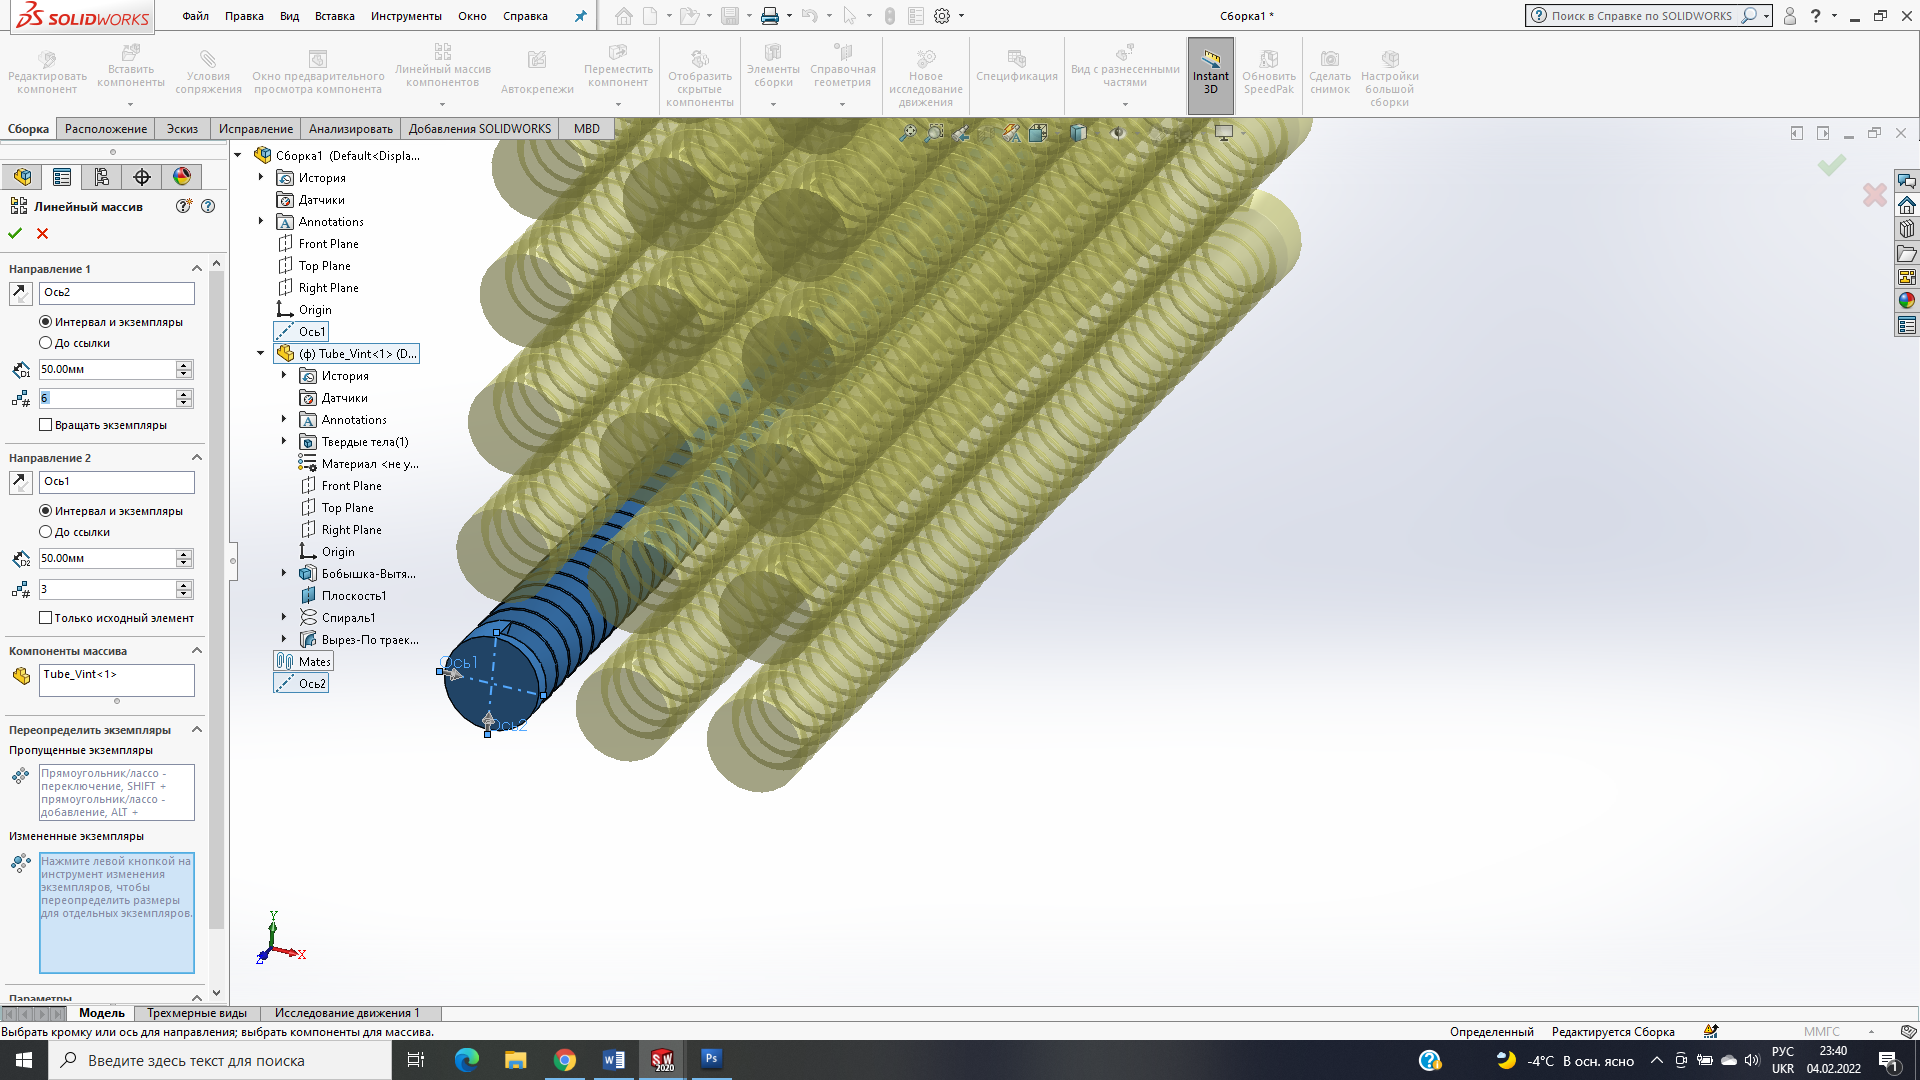 SOLIDWORKS
Файл Правка Вид Вставка Инструменты Окно Справка
Сборка1 *
Поиск в Справке по SOLIDWORKS
Редактировать компонент
Вставить компоненты
Условия сопряжения
Окно предварительного просмотра компонента
Линейный массив компонентов
Автокрепежи
Переместить компонент
Отобразить скрытые компоненты
Элементы сборки
Справочная геометрия
Новое исследование движения
Спецификация
Вид с разнесенными частями
Instant 3D
Обновить SpeedPak
Сделать снимок
Настройки большой сборки
Сборка Расположение Эскиз Исправление Анализировать Добавления SOLIDWORKS MBD
Линейный массив
Направление 1
Ось2
Интервал и экземпляры
До ссылки
50.00мм
6
Вращать экземпляры
Направление 2
Ось1
Интервал и экземпляры
До ссылки
50.00мм
3
Только исходный элемент
Компоненты массива
Tube_Vint<1>
Переопределить экземпляры
Пропущенные экземпляры
Прямоугольник/лассо -
переключение, SHIFT +
прямоугольник/лассо -
добавление, ALT +
Измененные экземпляры
Нажмите левой кнопкой на
инструмент изменения
экземпляров, чтобы
переопределить размеры
для отдельных экземпляров.
Параметры
Сборка1 (Default<Displa...
История
Датчики
Annotations
Front Plane
Top Plane
Right Plane
Origin
Ось1
(ф) Tube_Vint<1> (D...
История
Датчики
Annotations
Твердые тела(1)
Материал <не у...
Front Plane
Top Plane
Right Plane
Origin
Бобышка-Вытя...
Плоскость1
Спираль1
Вырез-По траек...
Mates
Ось2
Ось1
Ось2
Y
X
Z
Модель Трехмерные виды Исследование движения 1
Выбрать кромку или ось для направления; выбрать компоненты для массива.
Определенный Редактируется Сборка ММГС
Введите здесь текст для поиска
SW 2020
Ps
-4°C В осн. ясно
РУС
UKR
23:40
04.02.2022
1